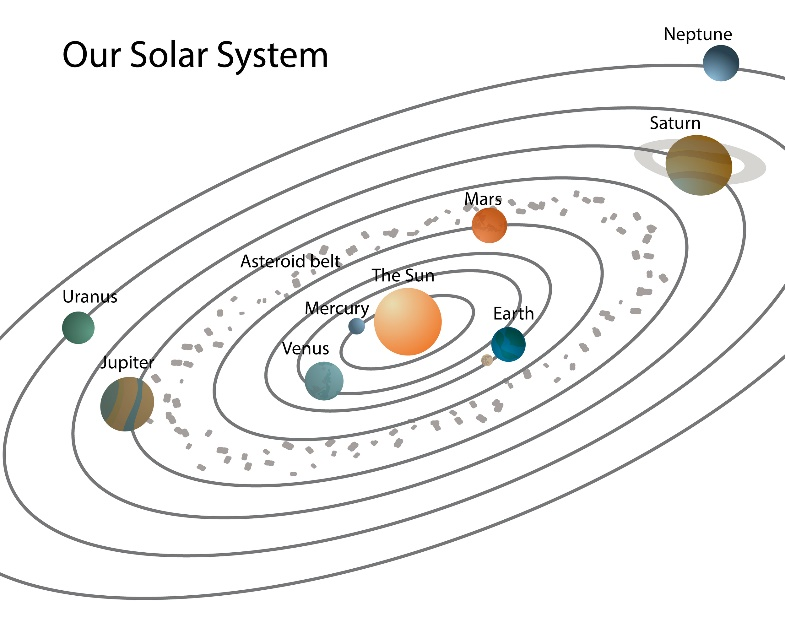 Our Solar System
Neptune
Saturn
Mars
Asteroid belt
The Sun
Uranus
Mercury
Earth
Venus
Jupiter